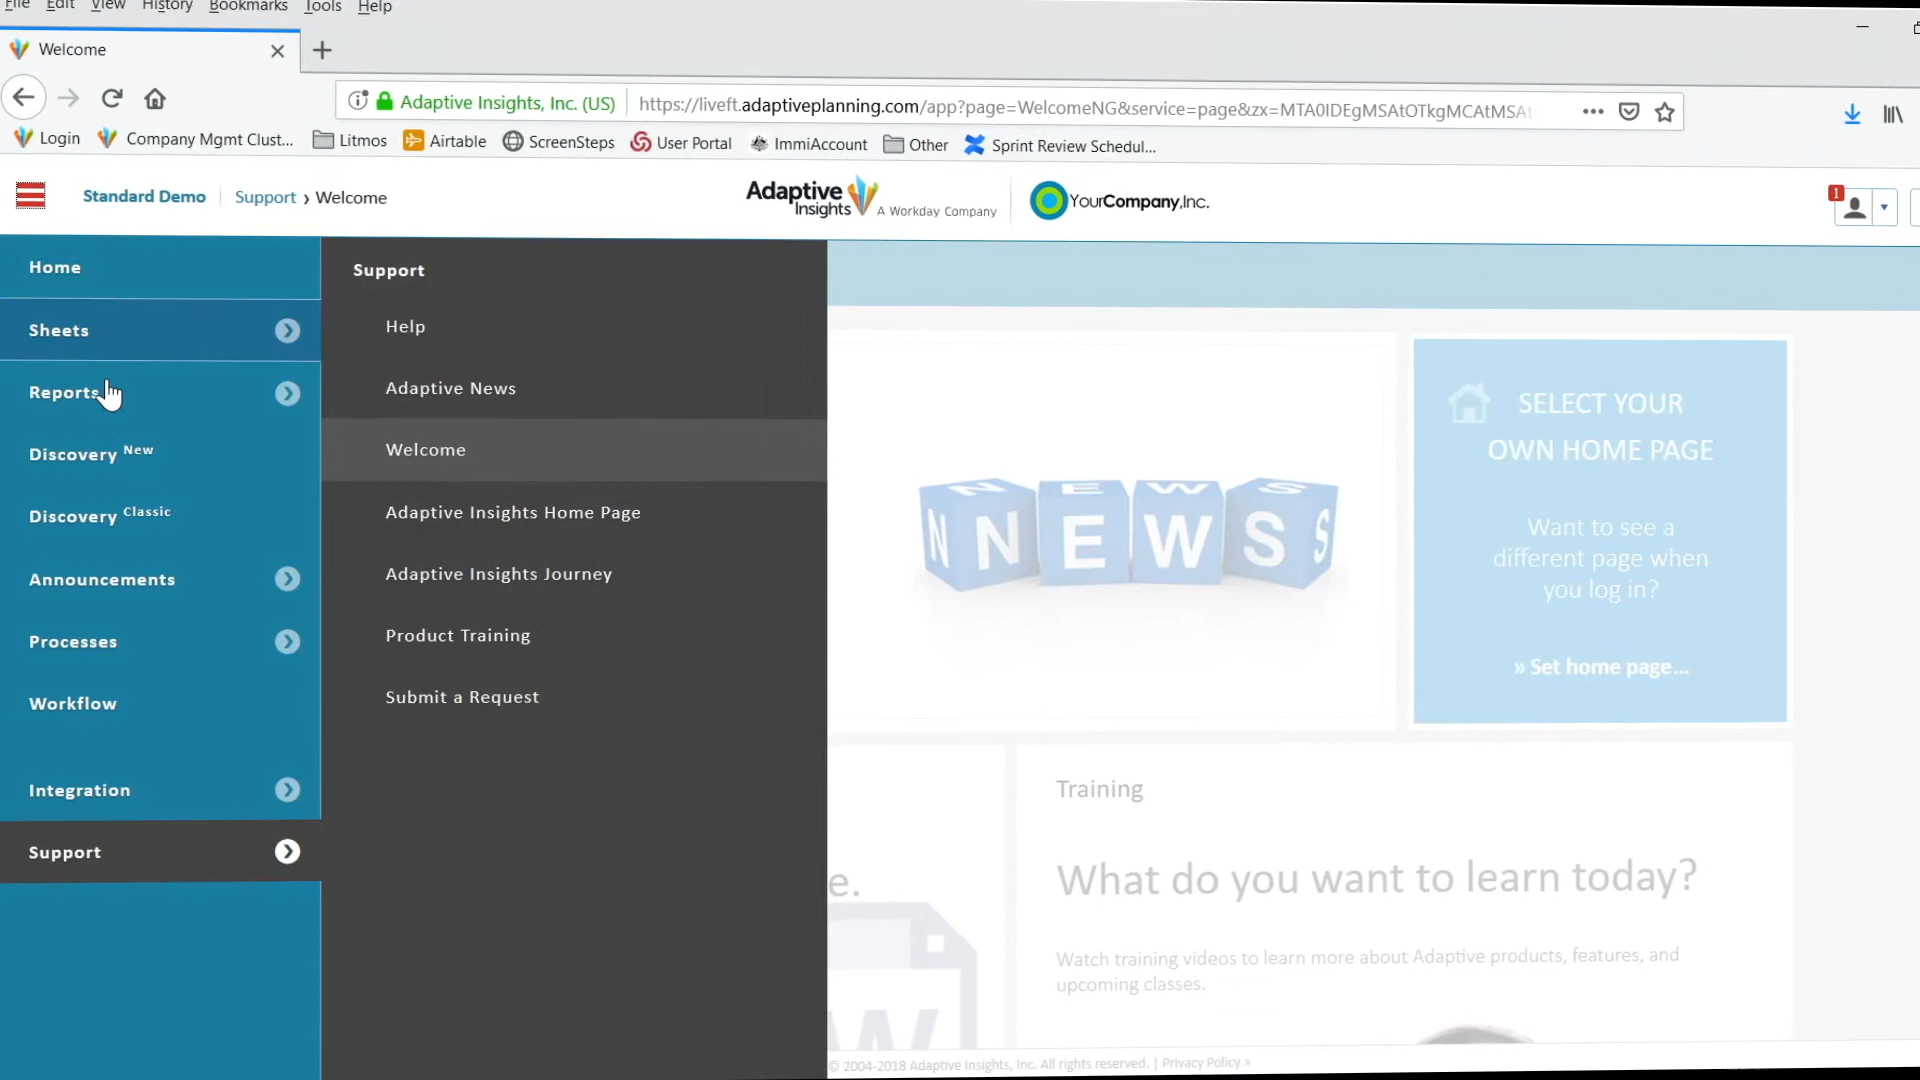 File Edit View History Bookmarks Tools Help
Welcome
Adaptive Insights, Inc. (US) https://liveft.adaptiveplanning.com/app?page=WelcomeNG&service=page&zx=MTA0IDEgMSAtOTkgMCAtMSAt
Login Company Mgmt Clust... Litmos Airtable ScreenSteps User Portal ImmiAccount Other Sprint Review Schedul...
Standard Demo Support › Welcome
Adaptive Insights A Workday Company
YourCompany,Inc.
1
Home
Sheets
Reports
Discovery New
Discovery Classic
Announcements
Processes
Workflow
Integration
Support
Support
Help
Adaptive News
Welcome
Adaptive Insights Home Page
Adaptive Insights Journey
Product Training
Submit a Request
N N E W S S
N E W S
SELECT YOUR
OWN HOME PAGE
Want to see a
different page when
you log in?
» Set home page...
e.
W
Training
What do you want to learn today?
Watch training videos to learn more about Adaptive products, features, and
upcoming classes.
© 2004-2018 Adaptive Insights, Inc. All rights reserved. | Privacy Policy »